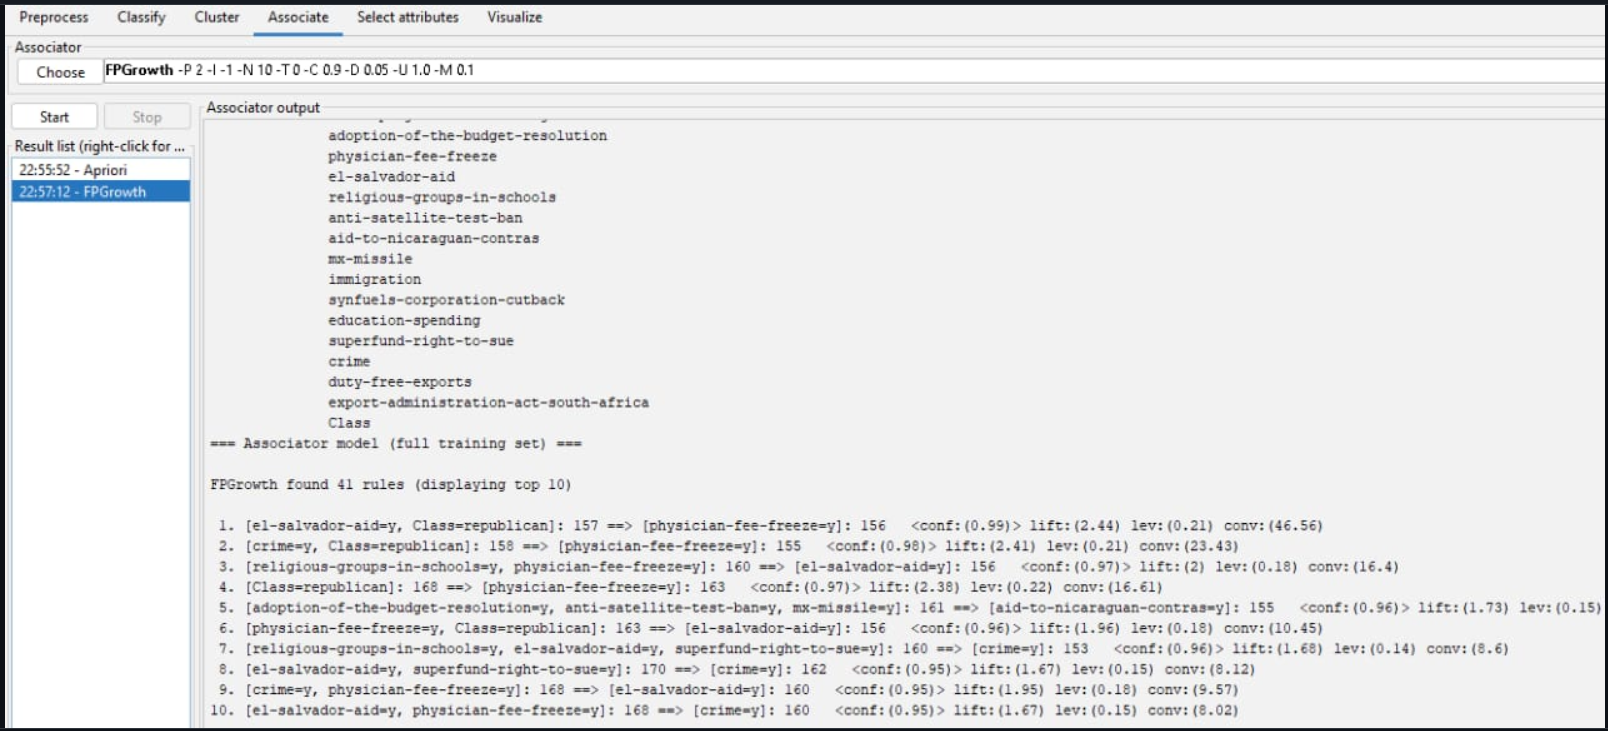 Preprocess Classify Cluster Associate Select attributes Visualize
Associator
Choose FPGrowth -P 2 -I -1 -N 10 -T 0 -C 0.9 -D 0.05 -U 1.0 -M 0.1
Start Stop
Associator output
Result list (right-click for ...
22:55:52 - Apriori
22:57:12 - FPGrowth
adoption-of-the-budget-resolution
physician-fee-freeze
el-salvador-aid
religious-groups-in-schools
anti-satellite-test-ban
aid-to-nicaraguan-contras
mx-missile
immigration
synfuels-corporation-cutback
education-spending
superfund-right-to-sue
crime
duty-free-exports
export-administration-act-south-africa
Class
=== Associator model (full training set) ===
FPGrowth found 41 rules (displaying top 10)
1. [el-salvador-aid=y, Class=republican]: 157 ==> [physician-fee-freeze=y]: 156 <conf:(0.99)> lift:(2.44) lev:(0.21) conv:(46.56)
2. [crime=y, Class=republican]: 158 ==> [physician-fee-freeze=y]: 155 <conf:(0.98)> lift:(2.41) lev:(0.21) conv:(23.43)
3. [religious-groups-in-schools=y, physician-fee-freeze=y]: 160 ==> [el-salvador-aid=y]: 156 <conf:(0.97)> lift:(2) lev:(0.18) conv:(16.4)
4. [Class=republican]: 168 ==> [physician-fee-freeze=y]: 163 <conf:(0.97)> lift:(2.38) lev:(0.22) conv:(16.61)
5. [adoption-of-the-budget-resolution=y, anti-satellite-test-ban=y, mx-missile=y]: 161 ==> [aid-to-nicaraguan-contras=y]: 155 <conf:(0.96)> lift:(1.73) lev:(0.15)
6. [physician-fee-freeze=y, Class=republican]: 163 ==> [el-salvador-aid=y]: 156 <conf:(0.96)> lift:(1.96) lev:(0.18) conv:(10.45)
7. [religious-groups-in-schools=y, el-salvador-aid=y, superfund-right-to-sue=y]: 160 ==> [crime=y]: 153 <conf:(0.96)> lift:(1.68) lev:(0.14) conv:(8.6)
8. [el-salvador-aid=y, superfund-right-to-sue=y]: 170 ==> [crime=y]: 162 <conf:(0.95)> lift:(1.67) lev:(0.15) conv:(8.12)
9. [crime=y, physician-fee-freeze=y]: 168 ==> [el-salvador-aid=y]: 160 <conf:(0.95)> lift:(1.95) lev:(0.18) conv:(9.57)
10. [el-salvador-aid=y, physician-fee-freeze=y]: 168 ==> [crime=y]: 160 <conf:(0.95)> lift:(1.67) lev:(0.15) conv:(8.02)